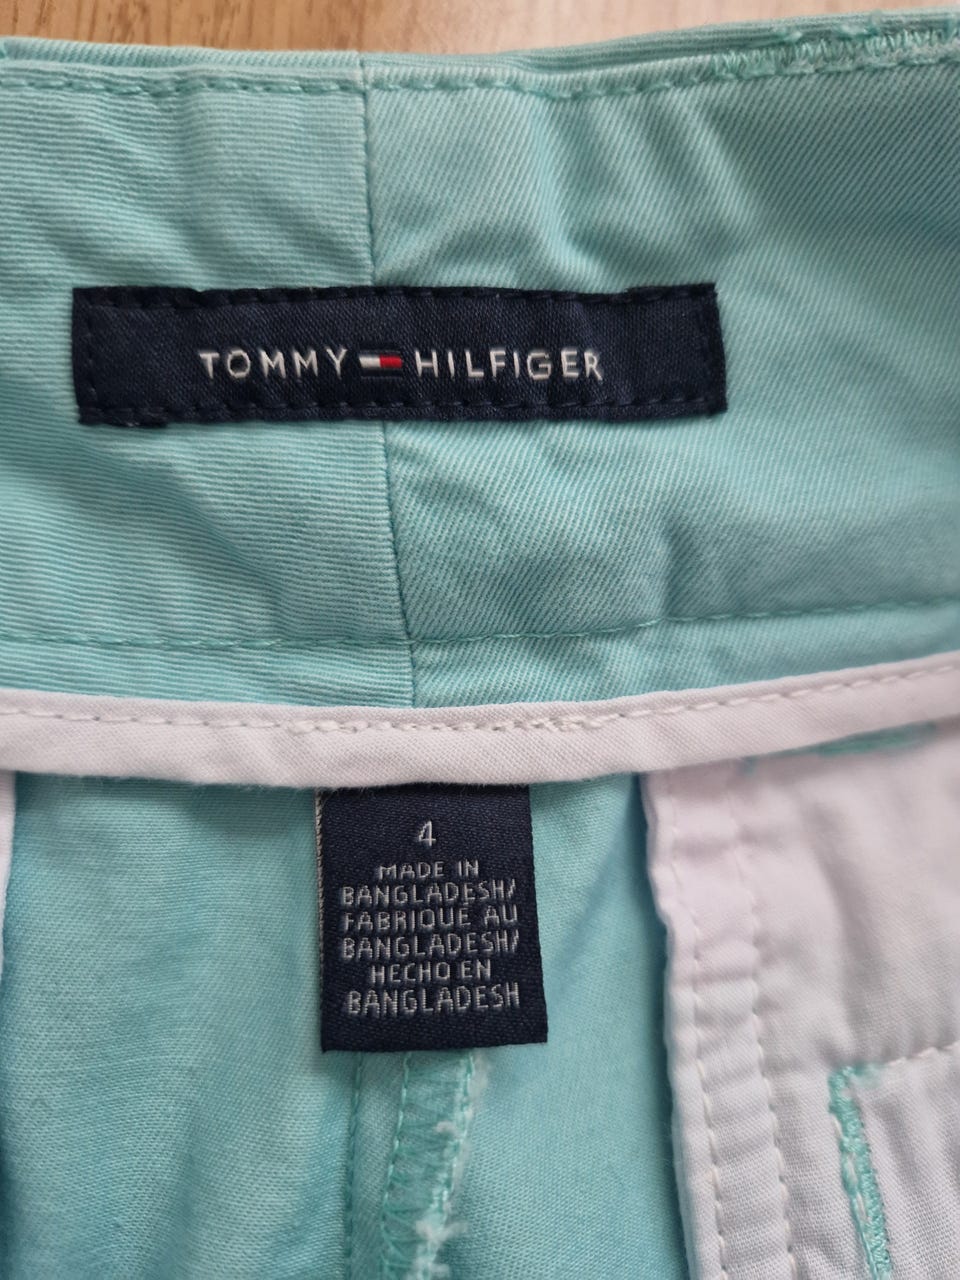 TOMMY HILFIGER
4
MADE IN
BANGLADESH/
FABRIQUÉ AU
BANGLADESH/
HECHO EN
BANGLADESH